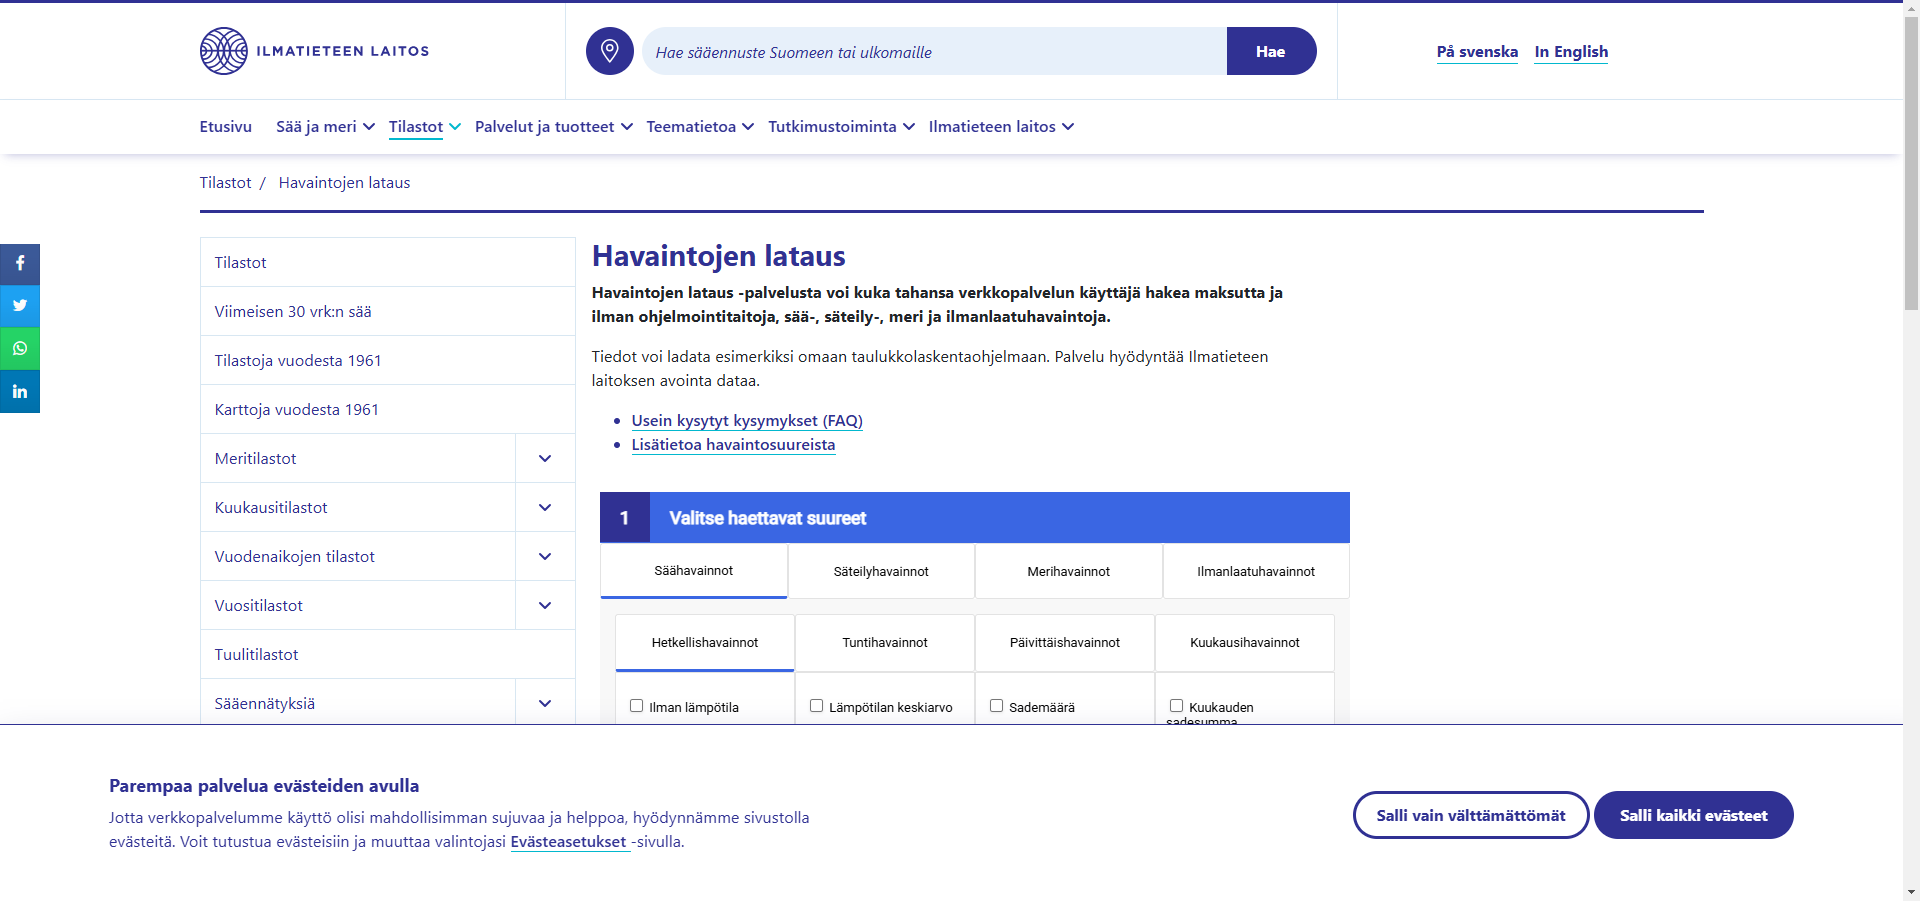 ILMATIETEEN LAITOS
Hae sääennuste Suomeen tai ulkomaille
Hae
På svenska
In English
Etusivu
Sää ja meri
Tilastot
Palvelut ja tuotteet
Teematietoa
Tutkimustoiminta
Ilmatieteen laitos
Tilastot / Havaintojen lataus
Tilastot
Viimeisen 30 vrk:n sää
Tilastoja vuodesta 1961
Karttoja vuodesta 1961
Meritilastot
Kuukausitilastot
Vuodenaikojen tilastot
Vuositilastot
Tuulitilastot
Sääennätyksiä
Havaintojen lataus
Havaintojen lataus -palvelusta voi kuka tahansa verkkopalvelun käyttäjä hakea maksutta ja
ilman ohjelmointitaitoja, sää-, säteily-, meri ja ilmanlaatuhavaintoja.
Tiedot voi ladata esimerkiksi omaan taulukkolaskentaohjelmaan. Palvelu hyödyntää Ilmatieteen
laitoksen avointa dataa.
Usein kysytyt kysymykset (FAQ)
Lisätietoa havaintosuureista
1 Valitse haettavat suureet
Säähavainnot
Säteilyhavainnot
Merihavainnot
Ilmanlaatuhavainnot
Hetkellishavainnot
Tuntihavainnot
Päivittäishavainnot
Kuukausihavainnot
Ilman lämpötila
Lämpötilan keskiarvo
Sademäärä
Kuukauden
sadesumma
Parempaa palvelua evästeiden avulla
Jotta verkkopalvelumme käyttö olisi mahdollisimman sujuvaa ja helppoa, hyödynnämme sivustolla
evästeitä. Voit tutustua evästeisiin ja muuttaa valintojasi Evästeasetukset -sivulla.
Salli vain välttämättömät
Salli kaikki evästeet